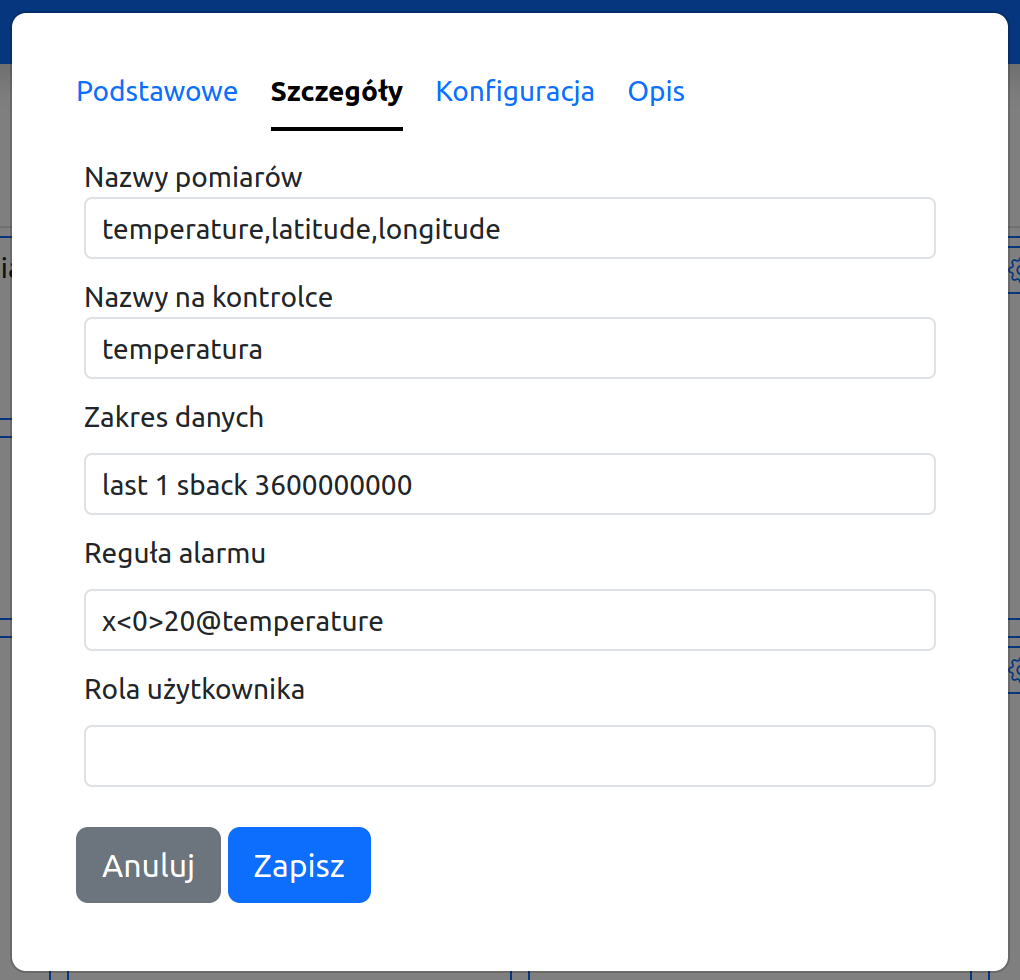 Podstawowe Szczegóły Konfiguracja Opis
Nazwy pomiarów
temperature,latitude,longitude
Nazwy na kontrolce
temperatura
Zakres danych
last 1 sback 3600000000
Reguła alarmu
x<0>20@temperature
Rola użytkownika
Anuluj Zapisz